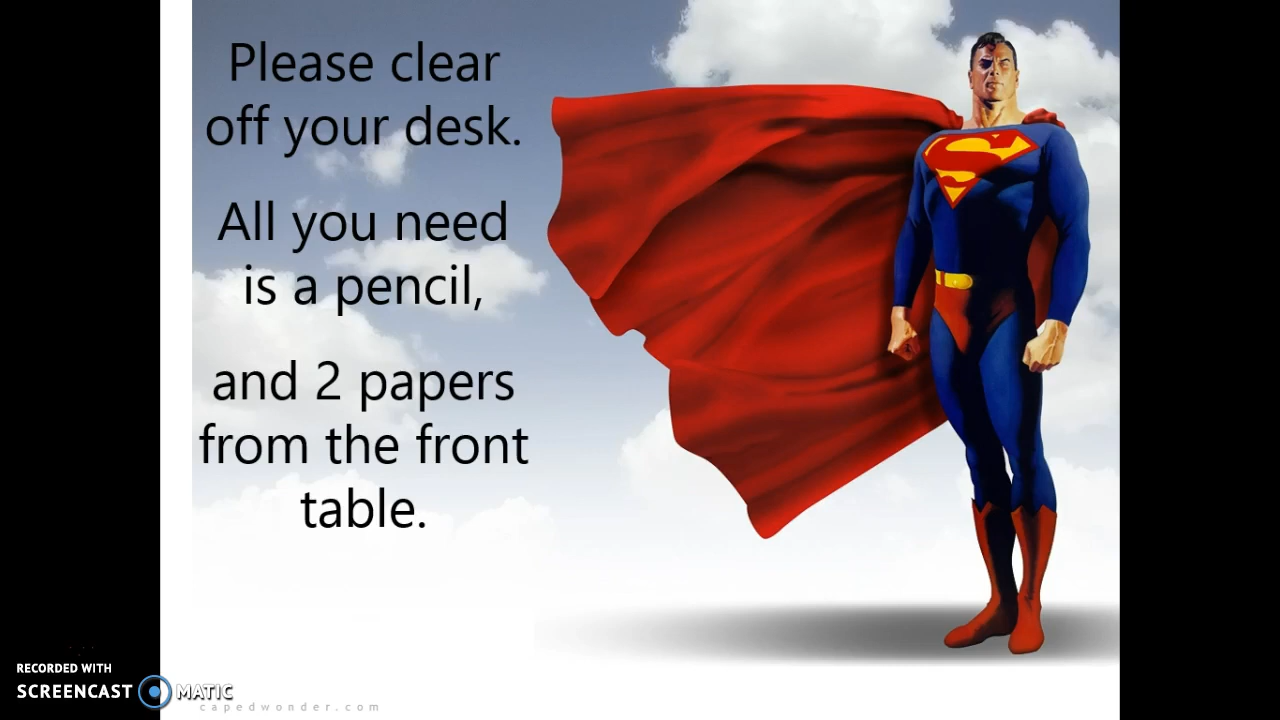 Please clear
off your desk.
All you need
is a pencil,
and 2 papers
from the front
table.
RECORDED WITH
SCREENCAST MATIC
capedwonder.com